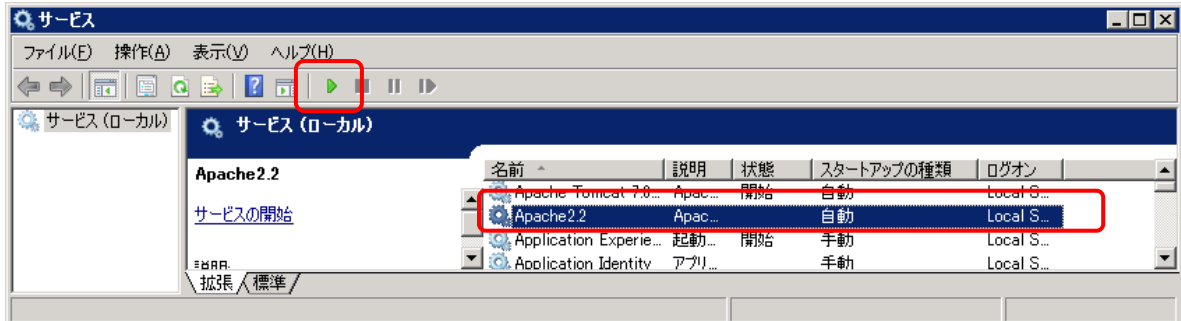 サービス
ファイル(F) 操作(A) 表示(V) ヘルプ(H)
サービス (ローカル)
サービス (ローカル)
Apache2.2
サービスの開始
名前 説明 状態 スタートアップの種類 ログオン
Apache Tomcat 7.0... Apac... 開始 自動 Local S...
Apache2.2 Apac... 自動 Local S...
Application Experie... 起動... 開始 手動 Local S...
Application Identity アプリ... 手動 Local S...
拡張 標準